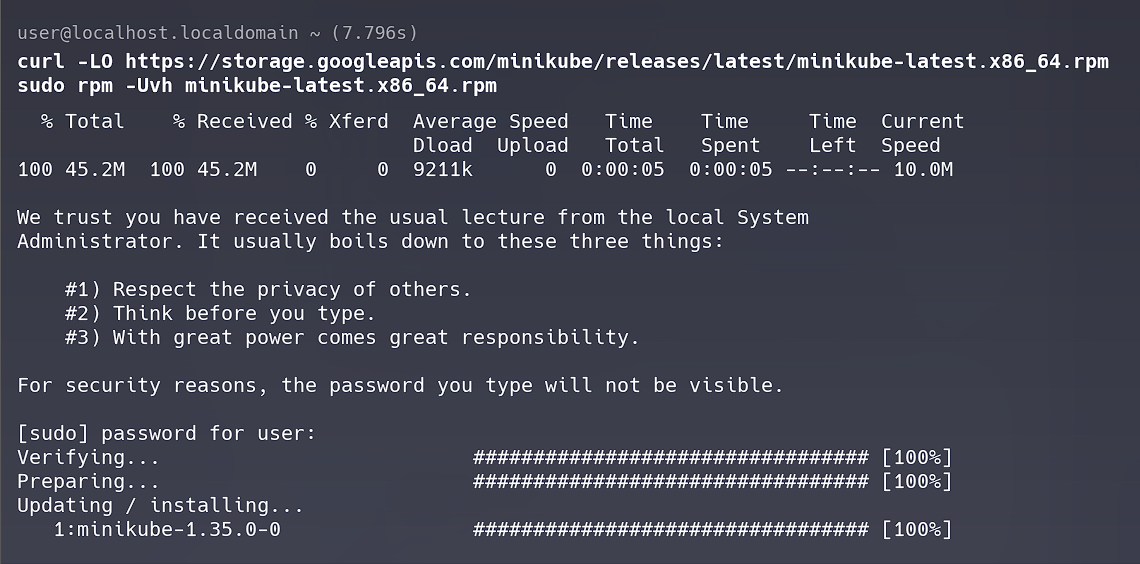 user@localhost.localdomain ~ (7.796s)
curl -LO https://storage.googleapis.com/minikube/releases/latest/minikube-latest.x86_64.rpm
sudo rpm -Uvh minikube-latest.x86_64.rpm
  % Total    % Received % Xferd  Average Speed   Time    Time     Time  Current
                                 Dload  Upload   Total   Spent    Left  Speed
100 45.2M  100 45.2M    0     0  9211k      0  0:00:05  0:00:05 --:--:-- 10.0M
We trust you have received the usual lecture from the local System
Administrator. It usually boils down to these three things:
    #1) Respect the privacy of others.
    #2) Think before you type.
    #3) With great power comes great responsibility.
For security reasons, the password you type will not be visible.
[sudo] password for user:
Verifying...                          ################################# [100%]
Preparing...                          ################################# [100%]
Updating / installing...
   1:minikube-1.35.0-0                ################################# [100%]